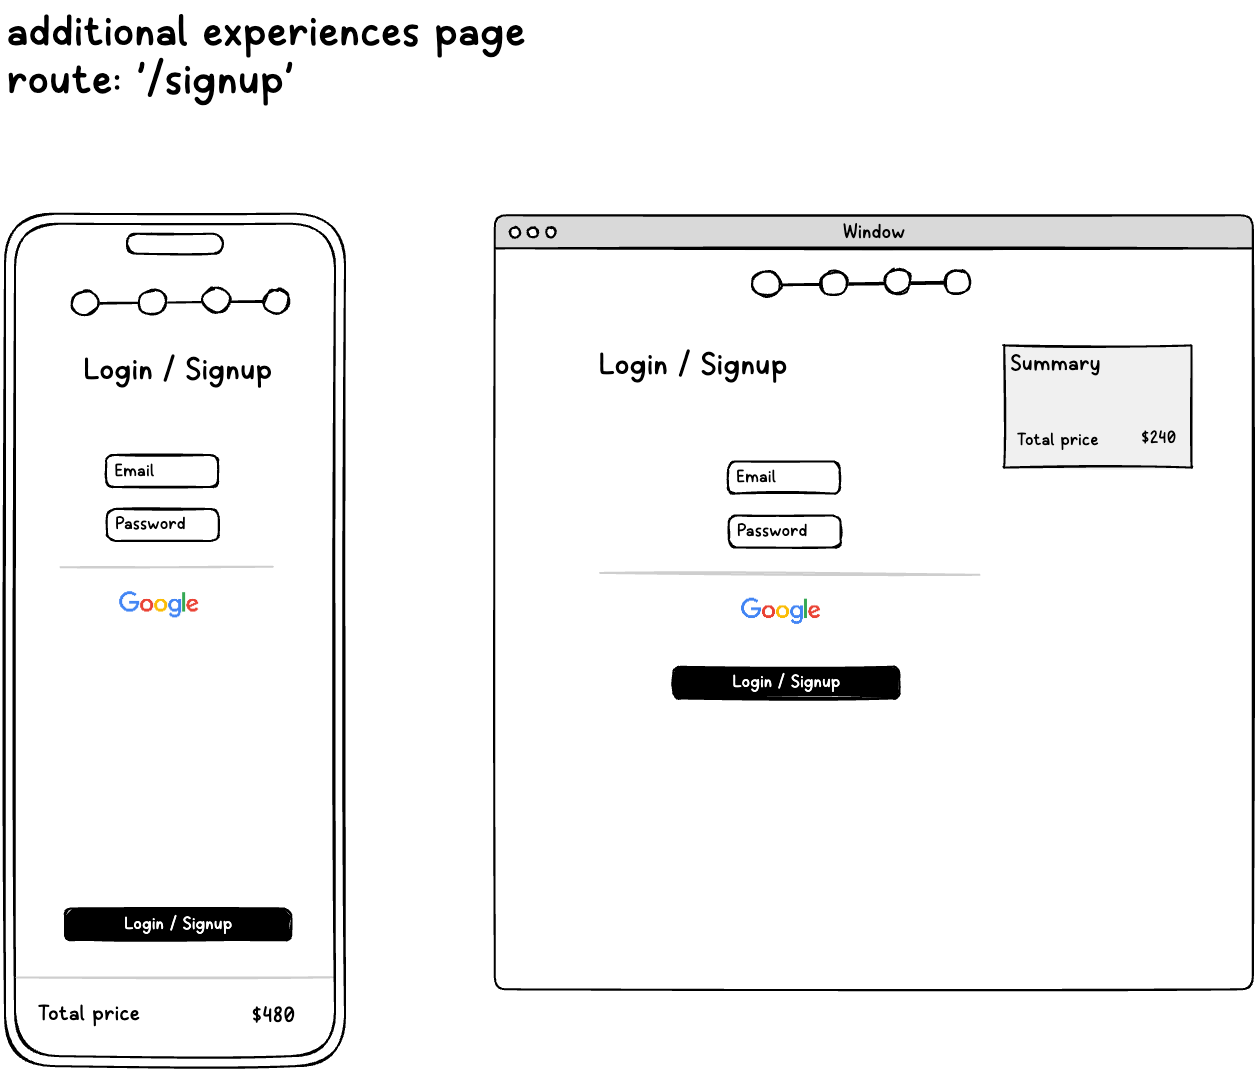 additional experiences page
route: '/signup'
Login / Signup
Email
Password
Google
Login / Signup
Total price $480
Window
Login / Signup
Summary
Total price $240
Email
Password
Google
Login / Signup